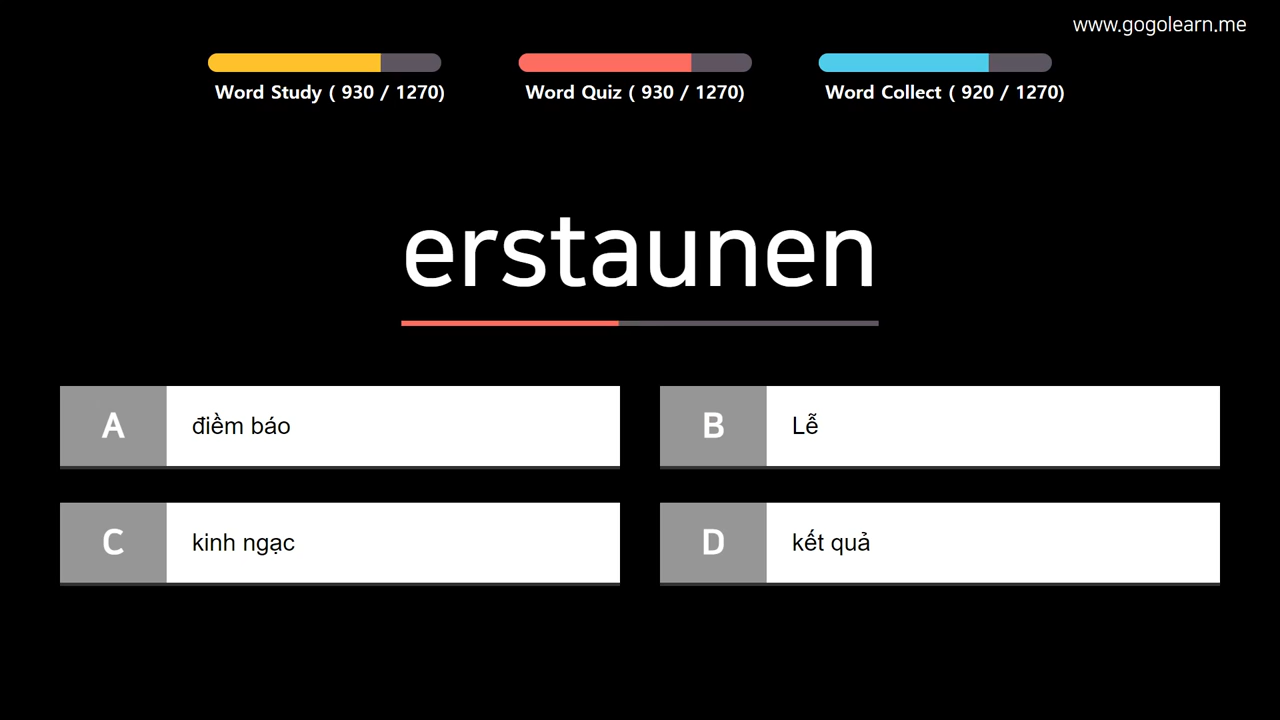 www.gogolearn.me
Word Study ( 930 / 1270)
Word Quiz ( 930 / 1270)
Word Collect ( 920 / 1270)
erstaunen
A điềm báo
B Lễ
C kinh ngạc
D kết quả